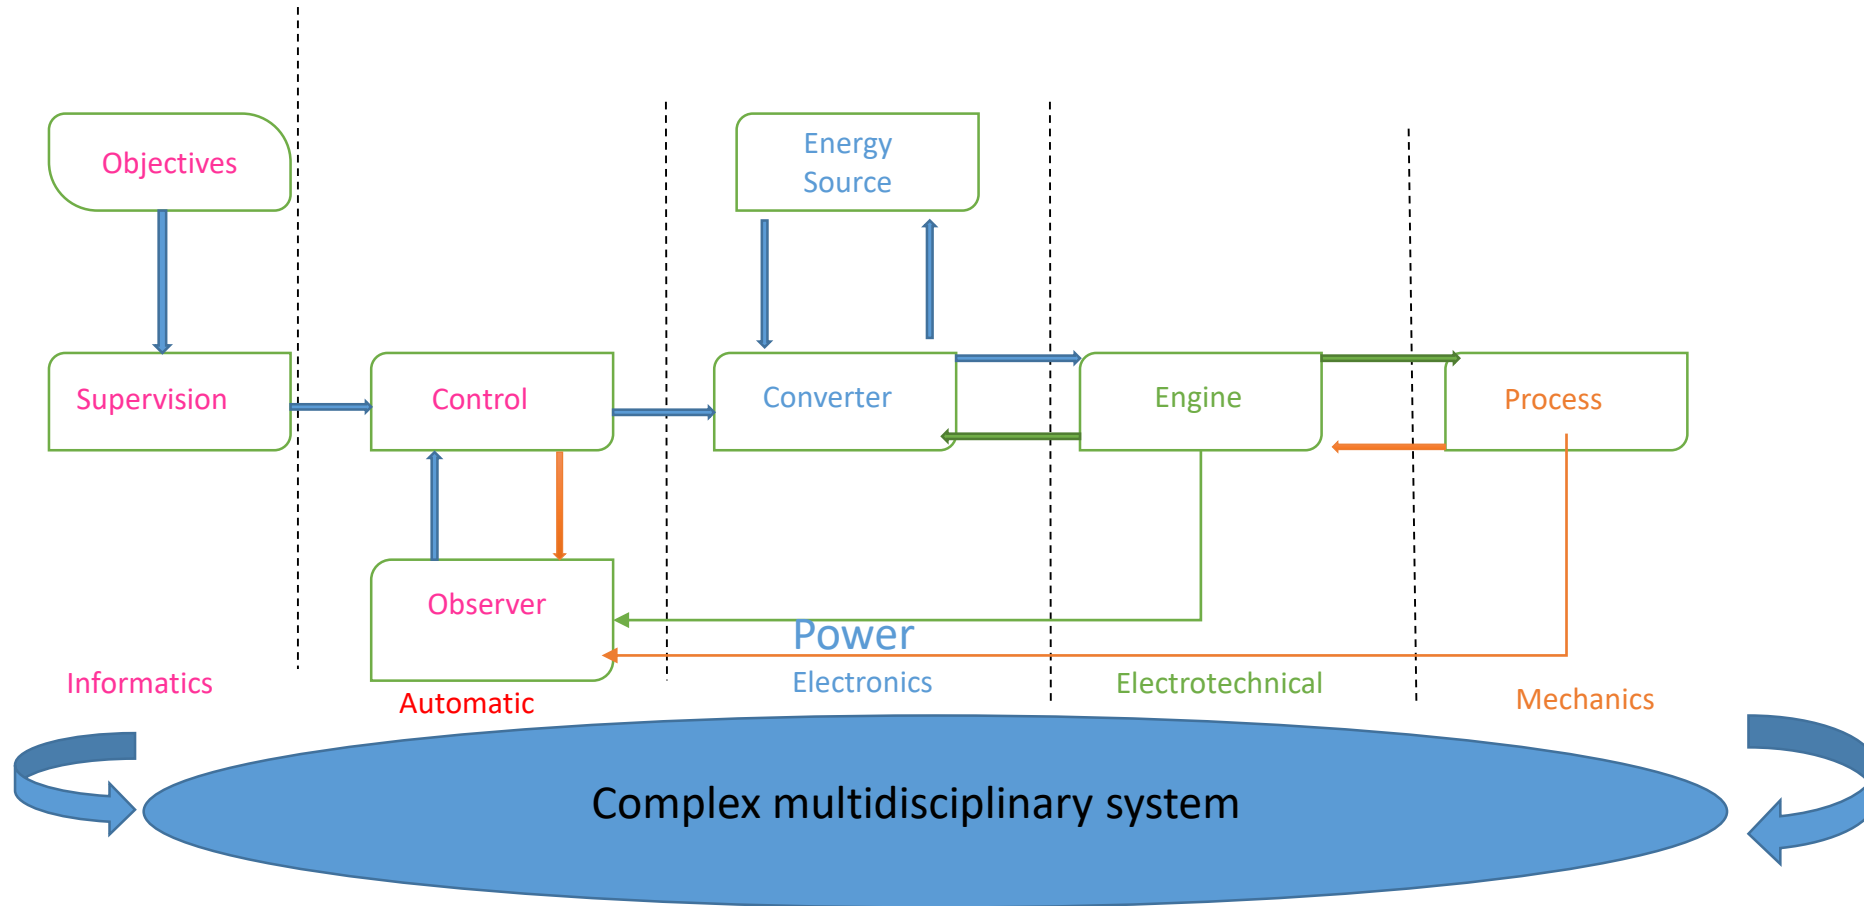 Objectives
Energy
Source
Supervision
Control
Converter
Engine
Process
Observer
Power
Informatics
Automatic
Electronics
Electrotechnical
Mechanics
Complex multidisciplinary system